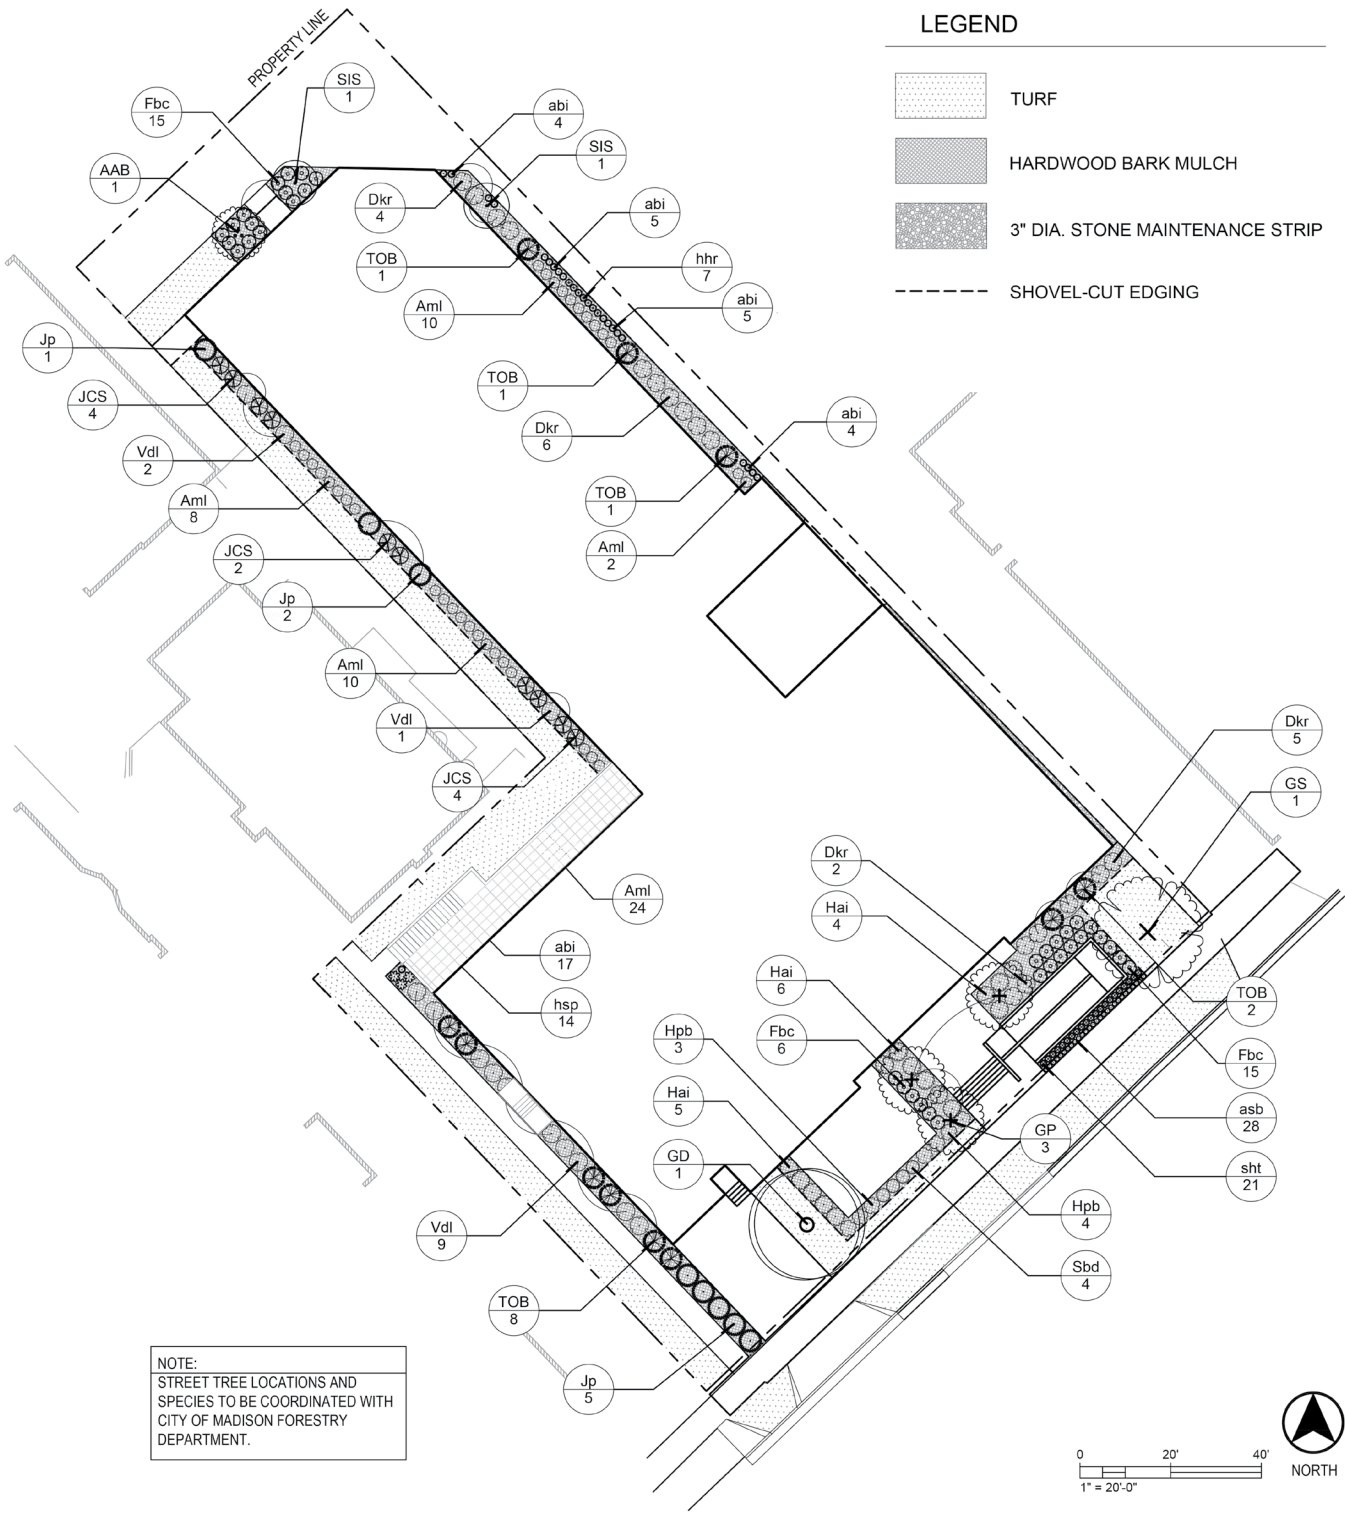 LEGEND
TURF
HARDWOOD BARK MULCH
3" DIA. STONE MAINTENANCE STRIP
SHOVEL-CUT EDGING
PROPERTY LINE
SIS
1
Fbc
15
AAB
1
abi
4
SIS
1
Dkr
4
abi
5
TOB
1
hhr
7
Aml
10
abi
5
Jp
1
TOB
1
JCS
4
Dkr
6
abi
4
Vdl
2
TOB
1
Aml
8
Aml
2
JCS
2
Jp
2
Aml
10
Vdl
1
JCS
4
Dkr
5
GS
1
Dkr
2
Aml
24
Hai
4
abi
17
Hai
6
TOB
2
hsp
14
Fbc
6
Hpb
3
Fbc
15
Hai
5
asb
28
GP
3
GD
1
sht
21
Hpb
4
Vdl
9
Sbd
4
TOB
8
Jp
5
NOTE:
STREET TREE LOCATIONS AND
SPECIES TO BE COORDINATED WITH
CITY OF MADISON FORESTRY
DEPARTMENT.
0 20' 40'
1" = 20'-0"
NORTH